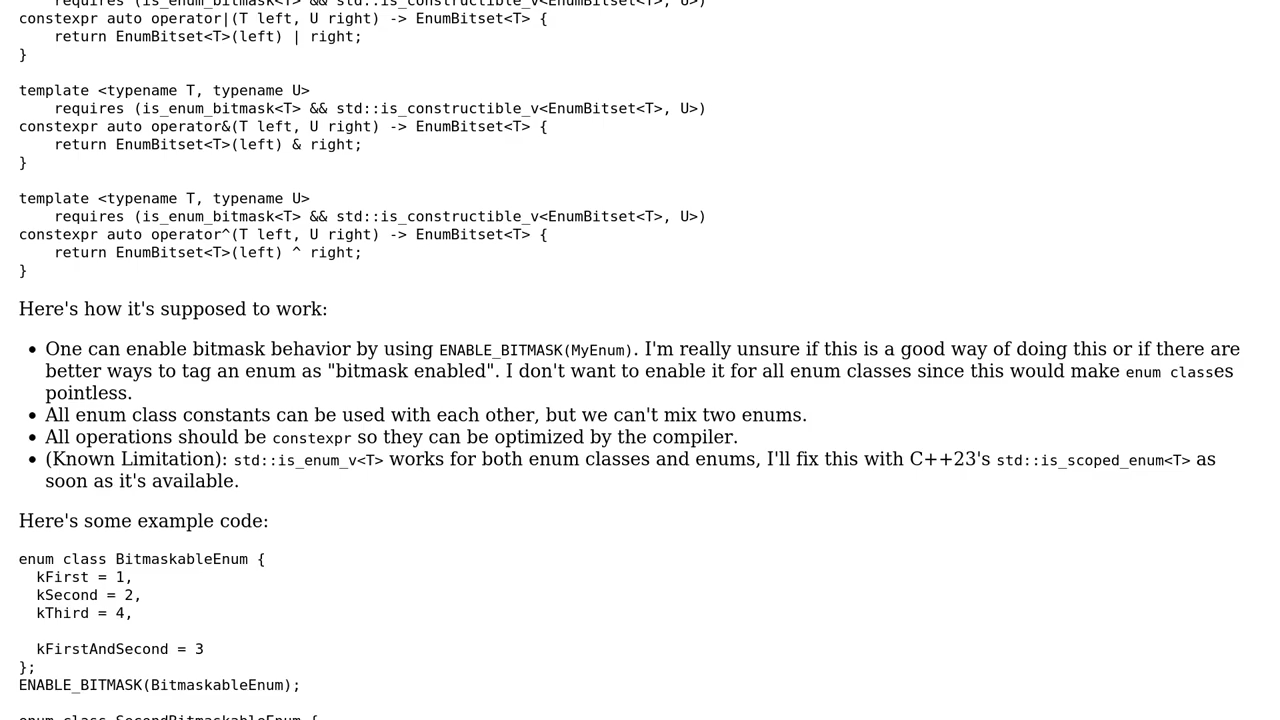 requires (is_enum_bitmask<T> && std::is_constructible_v<EnumBitset<T>, U>)
constexpr auto operator|(T left, U right) -> EnumBitset<T> {
    return EnumBitset<T>(left) | right;
}
template <typename T, typename U>
    requires (is_enum_bitmask<T> && std::is_constructible_v<EnumBitset<T>, U>)
constexpr auto operator&(T left, U right) -> EnumBitset<T> {
    return EnumBitset<T>(left) & right;
}
template <typename T, typename U>
    requires (is_enum_bitmask<T> && std::is_constructible_v<EnumBitset<T>, U>)
constexpr auto operator^(T left, U right) -> EnumBitset<T> {
    return EnumBitset<T>(left) ^ right;
}
Here's how it's supposed to work:
• One can enable bitmask behavior by using ENABLE_BITMASK(MyEnum). I'm really unsure if this is a good way of doing this or if there are
better ways to tag an enum as "bitmask enabled". I don't want to enable it for all enum classes since this would make enum classes
pointless.
• All enum class constants can be used with each other, but we can't mix two enums.
• All operations should be constexpr so they can be optimized by the compiler.
• (Known Limitation): std::is_enum_v<T> works for both enum classes and enums, I'll fix this with C++23's std::is_scoped_enum<T> as
soon as it's available.
Here's some example code:
enum class BitmaskableEnum {
  kFirst = 1,
  kSecond = 2,
  kThird = 4,
  kFirstAndSecond = 3
};
ENABLE_BITMASK(BitmaskableEnum);
enum class SecondBitmaskableEnum {